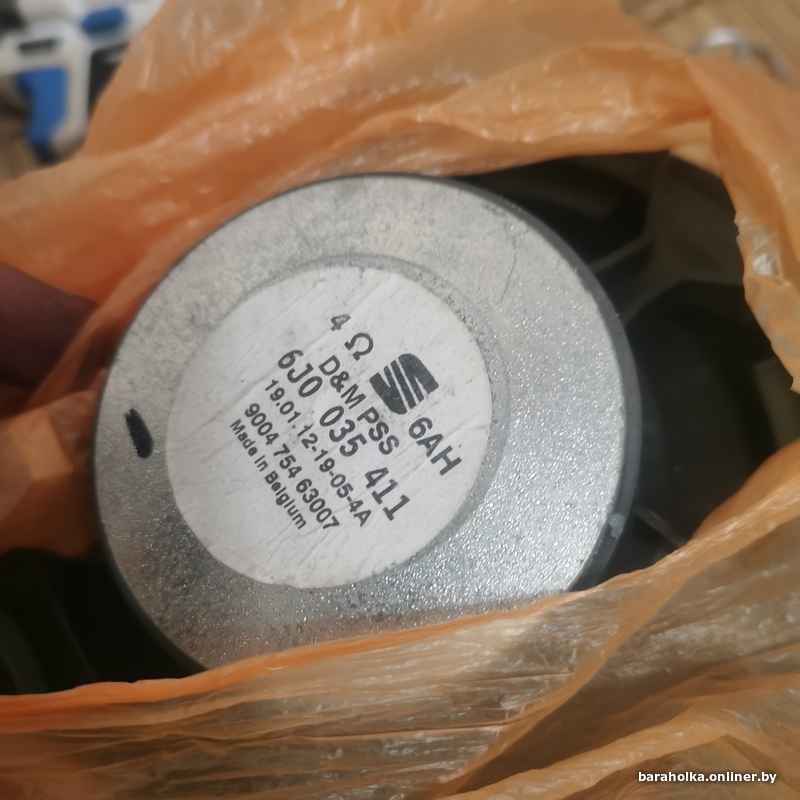 4 Ω
6AH
D&M PSS
6J0 035 411
19.01.12-19-05-4A
9004 754 63007
Made in Belgium
baraholka.onliner.by